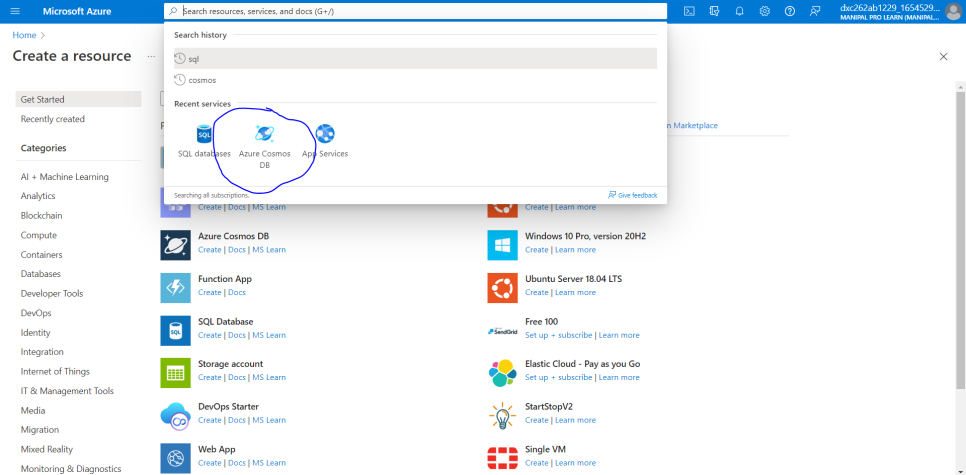 Microsoft Azure
Search resources, services, and docs (G+/)
dxc262ab1229_1654529...
MANIPAL PRO LEARN (MANIPAL...
Home >
Create a resource ...
Search history
sql
cosmos
Recent services
SQL databases
Azure Cosmos DB
App Services
Searching all subscriptions.
Give feedback
Get Started
Recently created
Categories
AI + Machine Learning
Analytics
Blockchain
Compute
Containers
Databases
Developer Tools
DevOps
Identity
Integration
Internet of Things
IT & Management Tools
Media
Migration
Mixed Reality
Monitoring & Diagnostics
n Marketplace
Create | Docs | MS Learn
Azure Cosmos DB
Create | Docs | MS Learn
Function App
Create | Docs
SQL Database
Create | Docs | MS Learn
Storage account
Create | Docs | MS Learn
DevOps Starter
Create | Docs | MS Learn
Web App
Create | Docs | MS Learn
Create | Learn more
Windows 10 Pro, version 20H2
Create | Learn more
Ubuntu Server 18.04 LTS
Create | Learn more
Free 100
Set up + subscribe | Learn more
Elastic Cloud - Pay as you Go
Set up + subscribe | Learn more
StartStopV2
Create | Learn more
Single VM
Create | Learn more
SQL
SQL
SendGrid